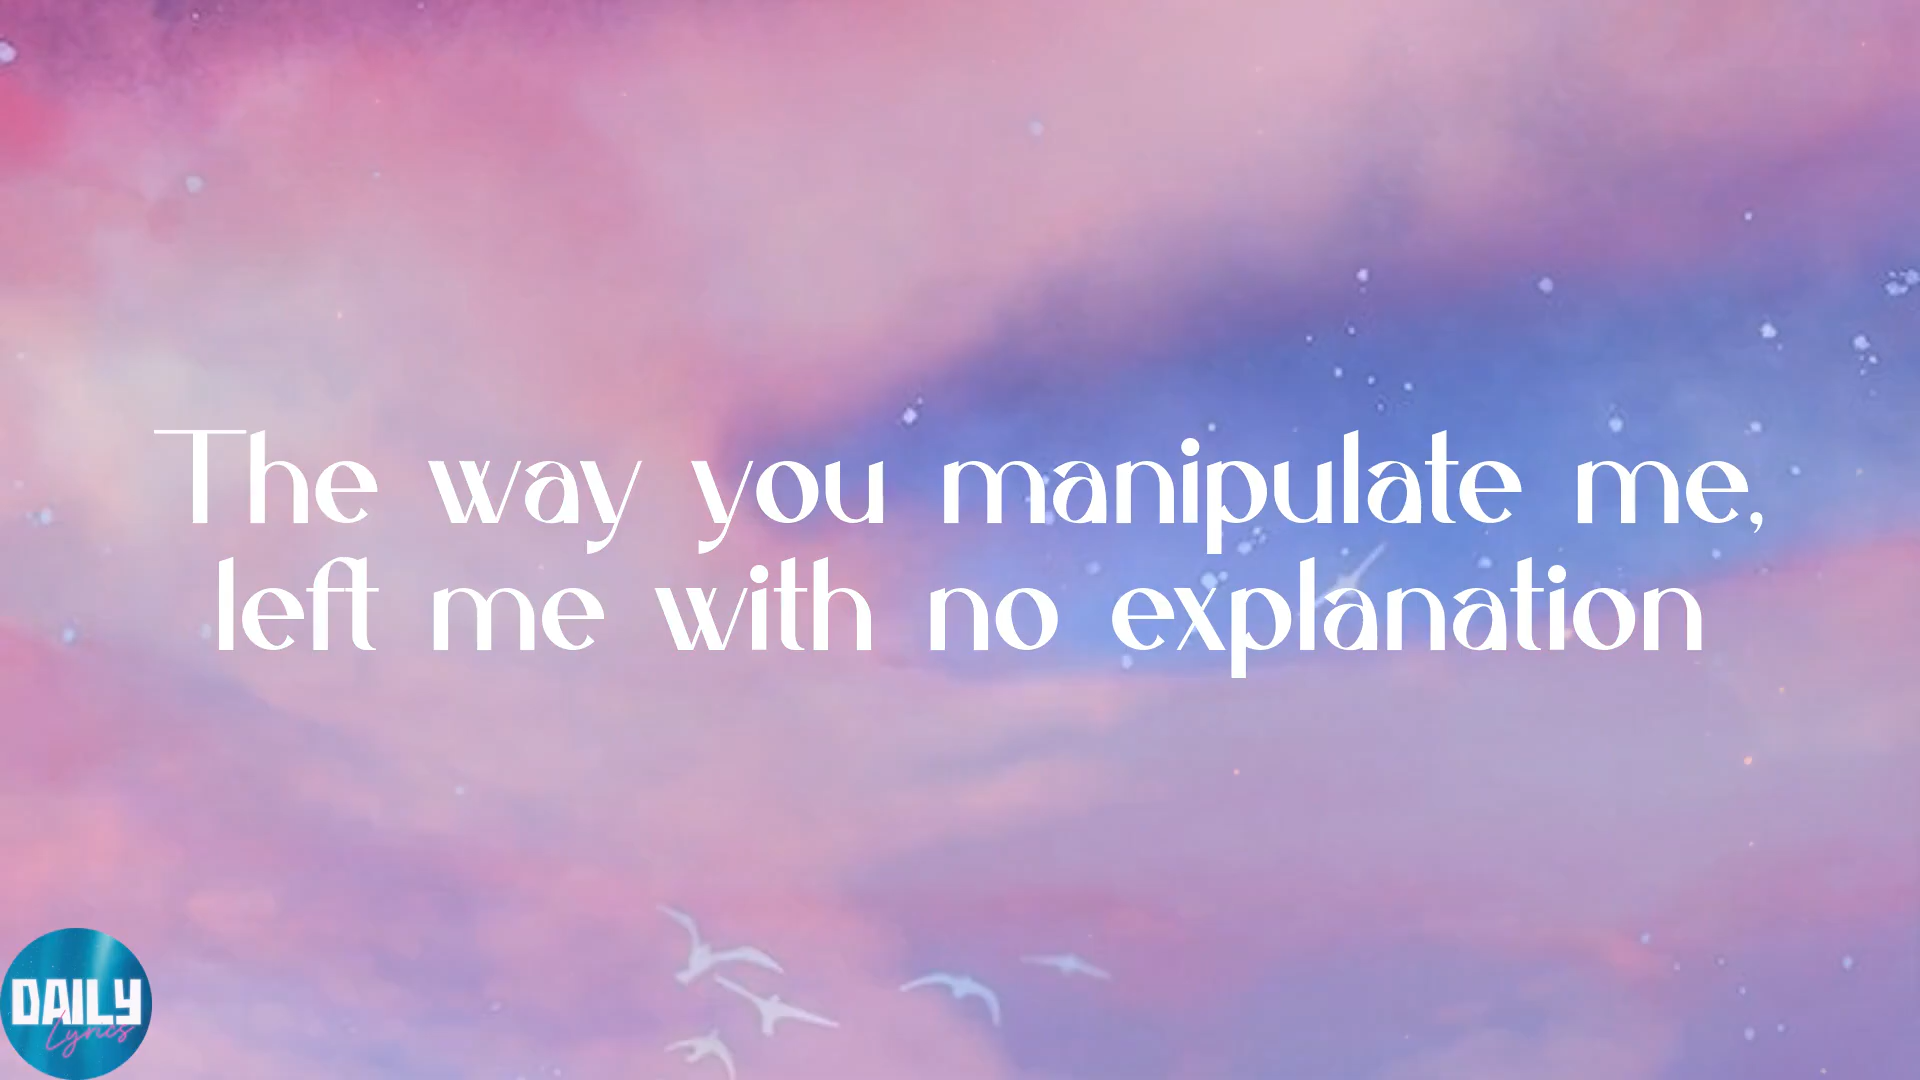 The way you manipulate me,
left me with no explanation
DAILY
Lyrics